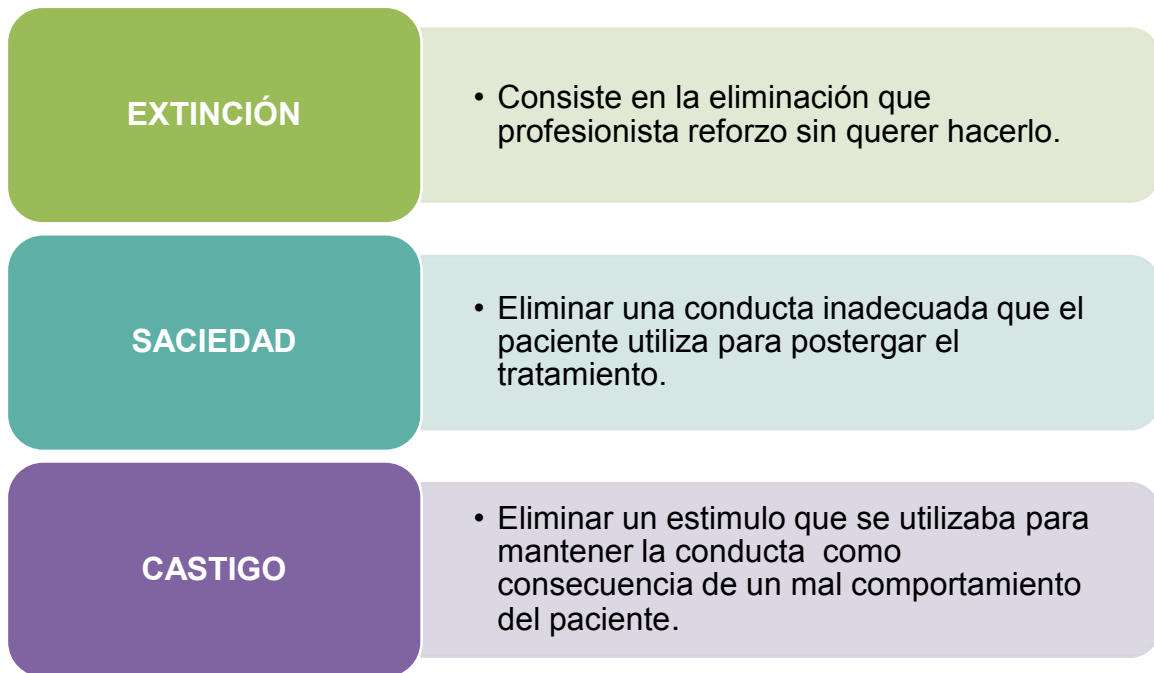 EXTINCIÓN
• Consiste en la eliminación que
profesionista reforzo sin querer hacerlo.
SACIEDAD
• Eliminar una conducta inadecuada que el
paciente utiliza para postergar el
tratamiento.
CASTIGO
• Eliminar un estimulo que se utilizaba para
mantener la conducta como
consecuencia de un mal comportamiento
del paciente.